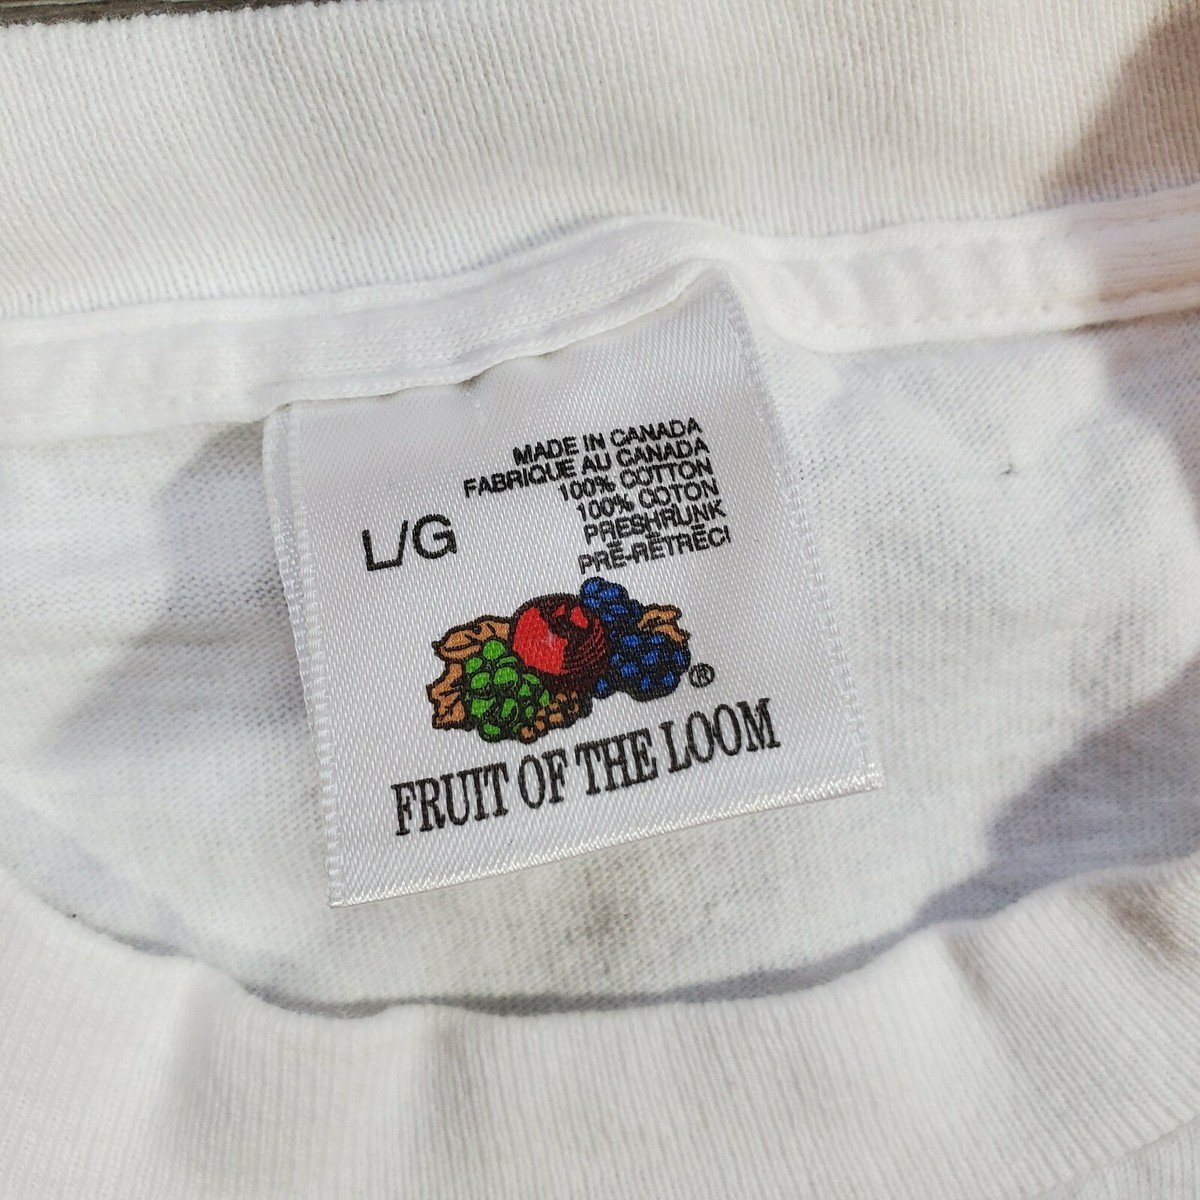 MADE IN CANADA
FABRIQUE AU CANADA
100% COTTON
100% COTON
PRESHRUNK
PRÉ-RÉTRÉCI
L/G
®
FRUIT OF THE LOOM